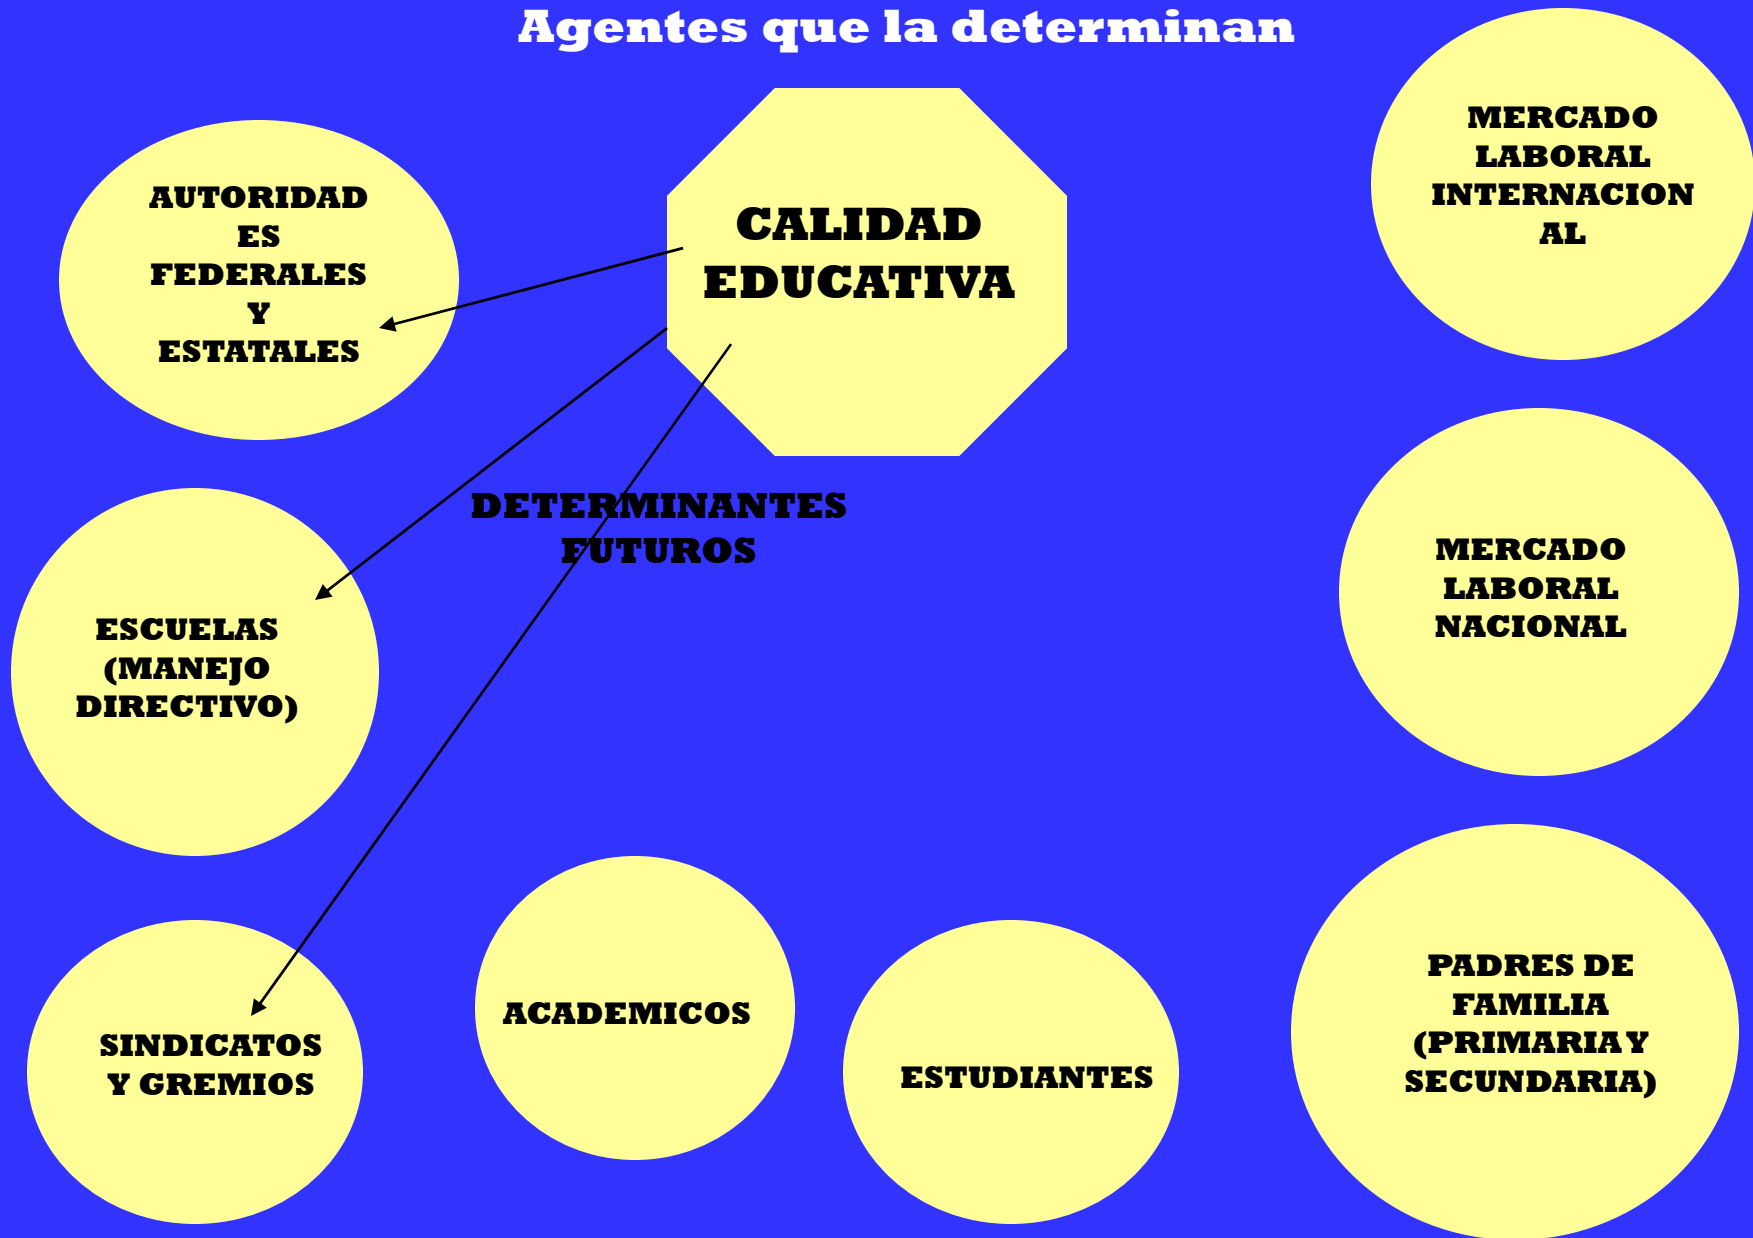 Agentes que la determinan
CALIDAD
EDUCATIVA
AUTORIDAD
ES
FEDERALES
Y
ESTATALES
MERCADO
LABORAL
INTERNACION
AL
DETERMINANTES
FUTUROS
ESCUELAS
(MANEJO
DIRECTIVO)
MERCADO
LABORAL
NACIONAL
SINDICATOS
Y GREMIOS
ACADEMICOS
ESTUDIANTES
PADRES DE
FAMILIA
(PRIMARIA Y
SECUNDARIA)